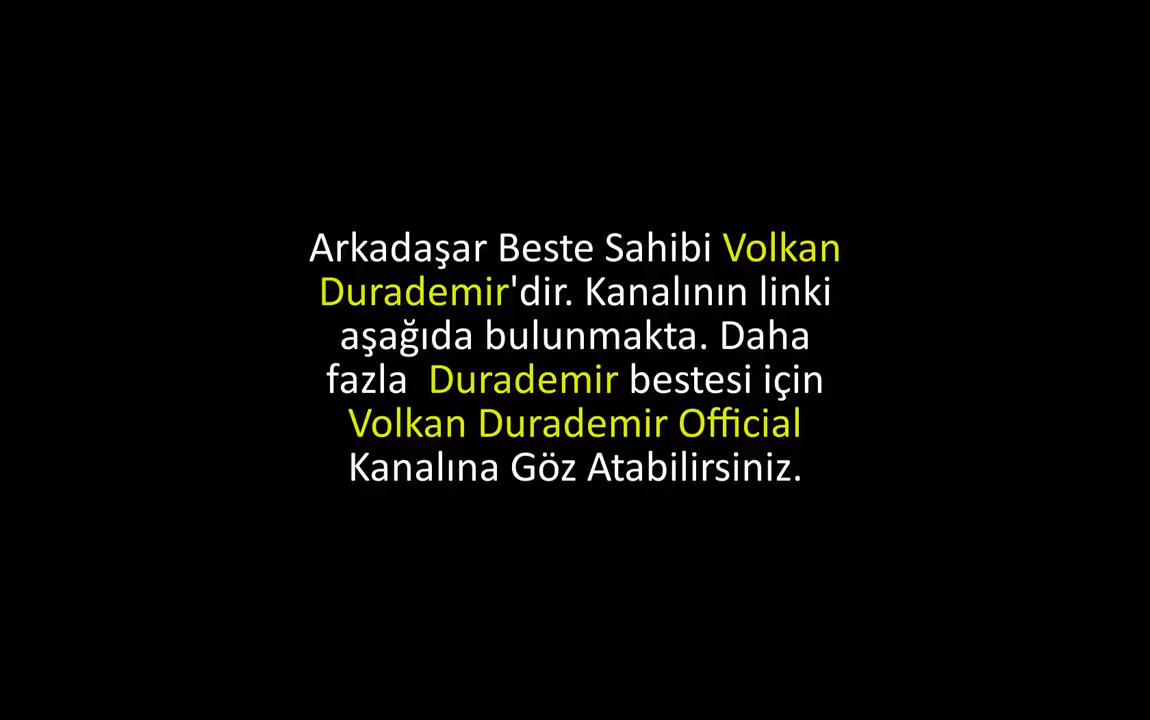 Arkadaşar Beste Sahibi Volkan
Durademir'dir. Kanalının linki
aşağıda bulunmakta. Daha
fazla  Durademir bestesi için
Volkan Durademir Official
Kanalına Göz Atabilirsiniz.